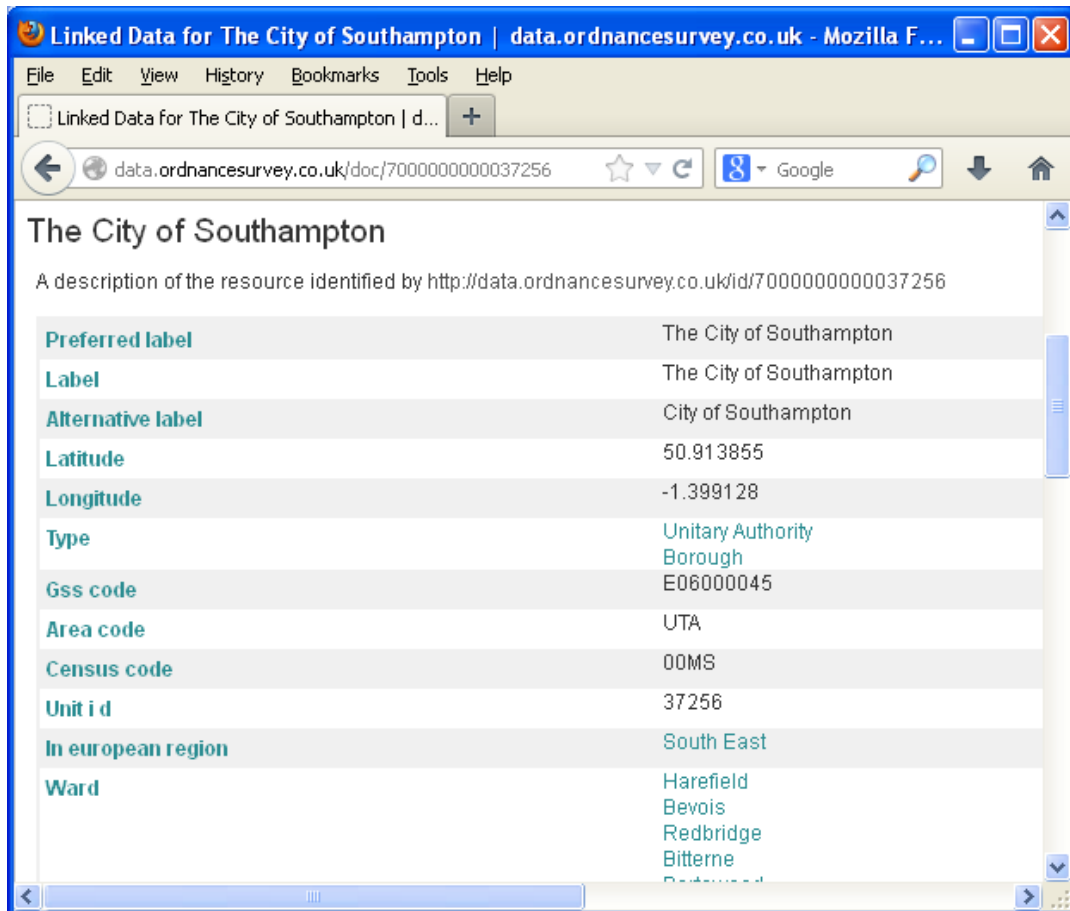 Linked Data for The City of Southampton | data.ordnancesurvey.co.uk - Mozilla F...
File Edit View History Bookmarks Tools Help
Linked Data for The City of Southampton | d...
data.ordnancesurvey.co.uk/doc/7000000000037256 Google
The City of Southampton
A description of the resource identified by http://data.ordnancesurvey.co.uk/id/7000000000037256
Preferred label The City of Southampton
Label The City of Southampton
Alternative label City of Southampton
Latitude 50.913855
Longitude -1.399128
Type Unitary Authority
Borough
Gss code E06000045
Area code UTA
Census code 00MS
Unit i d 37256
In european region South East
Ward Harefield
Bevois
Redbridge
Bitterne